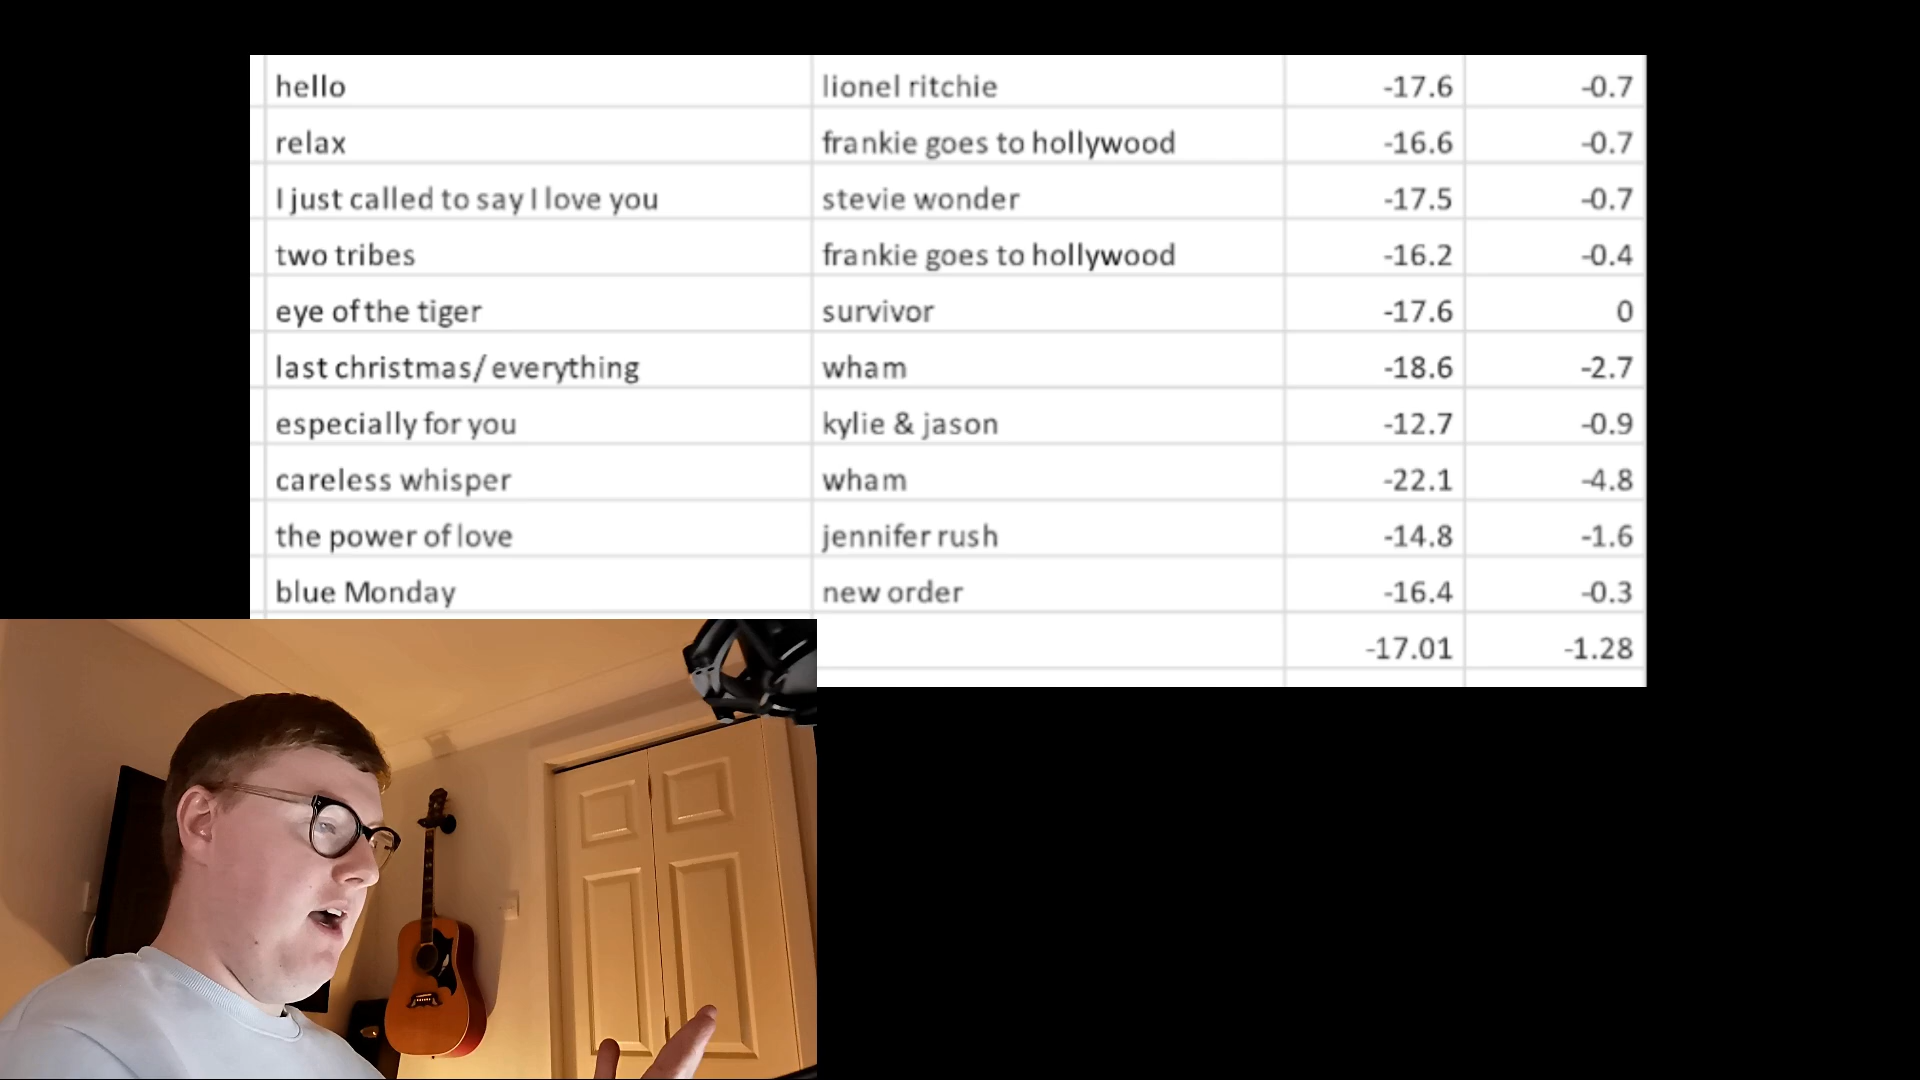 hello lionel ritchie -17.6 -0.7
relax frankie goes to hollywood -16.6 -0.7
I just called to say I love you stevie wonder -17.5 -0.7
two tribes frankie goes to hollywood -16.2 -0.4
eye of the tiger survivor -17.6 0
last christmas/ everything wham -18.6 -2.7
especially for you kylie & jason -12.7 -0.9
careless whisper wham -22.1 -4.8
the power of love jennifer rush -14.8 -1.6
blue Monday new order -16.4 -0.3
-17.01 -1.28